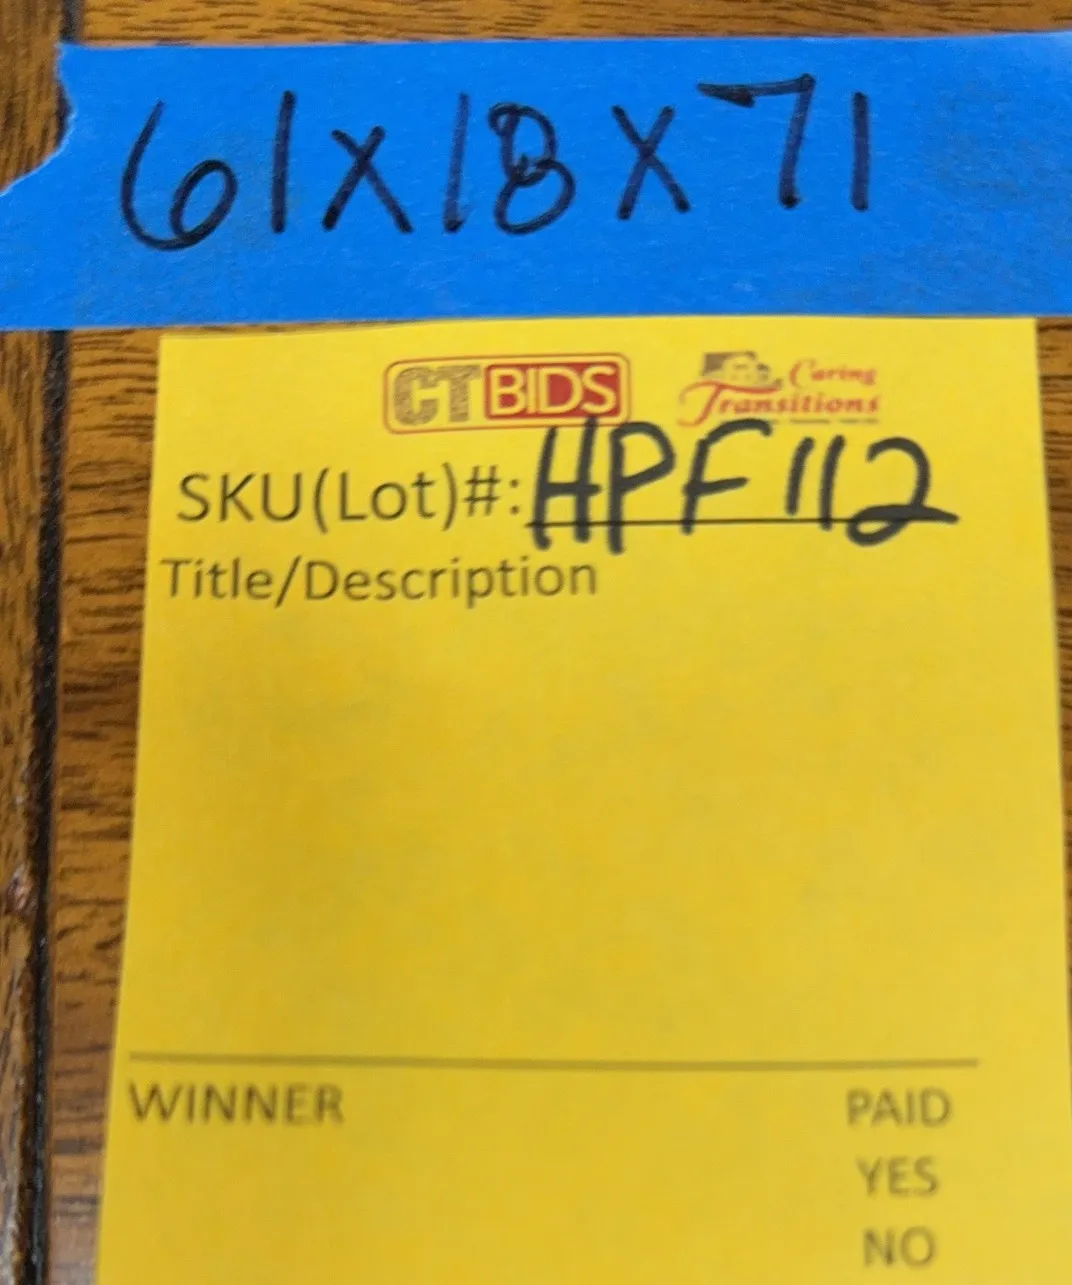 61X18X71
CTBIDS
Caring
Transitions
SKU(Lot)#: HPF112
Title/Description
WINNER
PAID
YES
NO